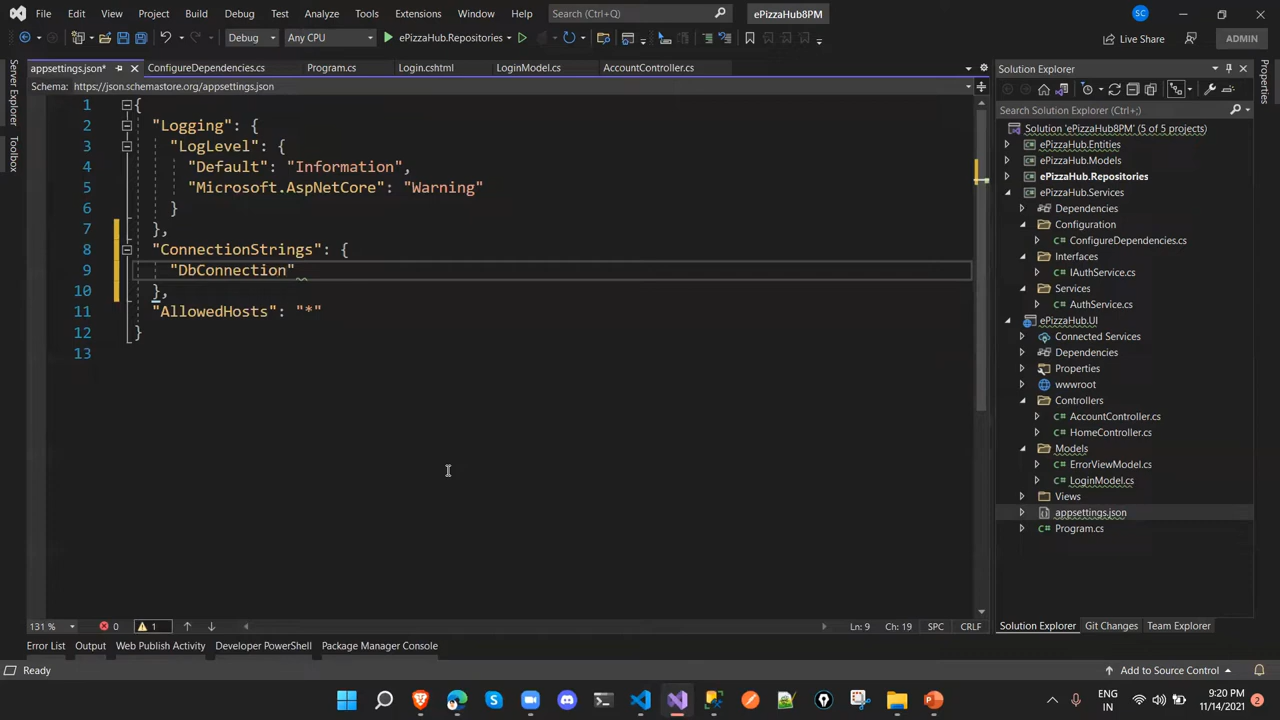 File Edit View Project Build Debug Test Analyze Tools Extensions Window Help Search (Ctrl+Q) ePizzaHub8PM SC
Debug Any CPU ePizzaHub.Repositories Live Share ADMIN
appsettings.json* ConfigureDependencies.cs Program.cs Login.cshtml LoginModel.cs AccountController.cs
Schema: https://json.schemastore.org/appsettings.json
Server Explorer
Toolbox
1 {
2 "Logging": {
3 "LogLevel": {
4 "Default": "Information",
5 "Microsoft.AspNetCore": "Warning"
6 }
7 },
8 "ConnectionStrings": {
9 "DbConnection"
10 },
11 "AllowedHosts": "*"
12 }
13
131 % 0 1 Ln: 9 Ch: 19 SPC CRLF
Solution Explorer
Search Solution Explorer (Ctrl+;)
Solution 'ePizzaHub8PM' (5 of 5 projects)
ePizzaHub.Entities
ePizzaHub.Models
ePizzaHub.Repositories
ePizzaHub.Services
Dependencies
Configuration
C# ConfigureDependencies.cs
Interfaces
C# IAuthService.cs
Services
C# AuthService.cs
ePizzaHub.UI
Connected Services
Dependencies
Properties
wwwroot
Controllers
C# AccountController.cs
C# HomeController.cs
Models
C# ErrorViewModel.cs
C# LoginModel.cs
Views
appsettings.json
C# Program.cs
Solution Explorer Git Changes Team Explorer
Properties
Error List Output Web Publish Activity Developer PowerShell Package Manager Console
Ready Add to Source Control
ENG
IN
9:20 PM
11/14/2021
2